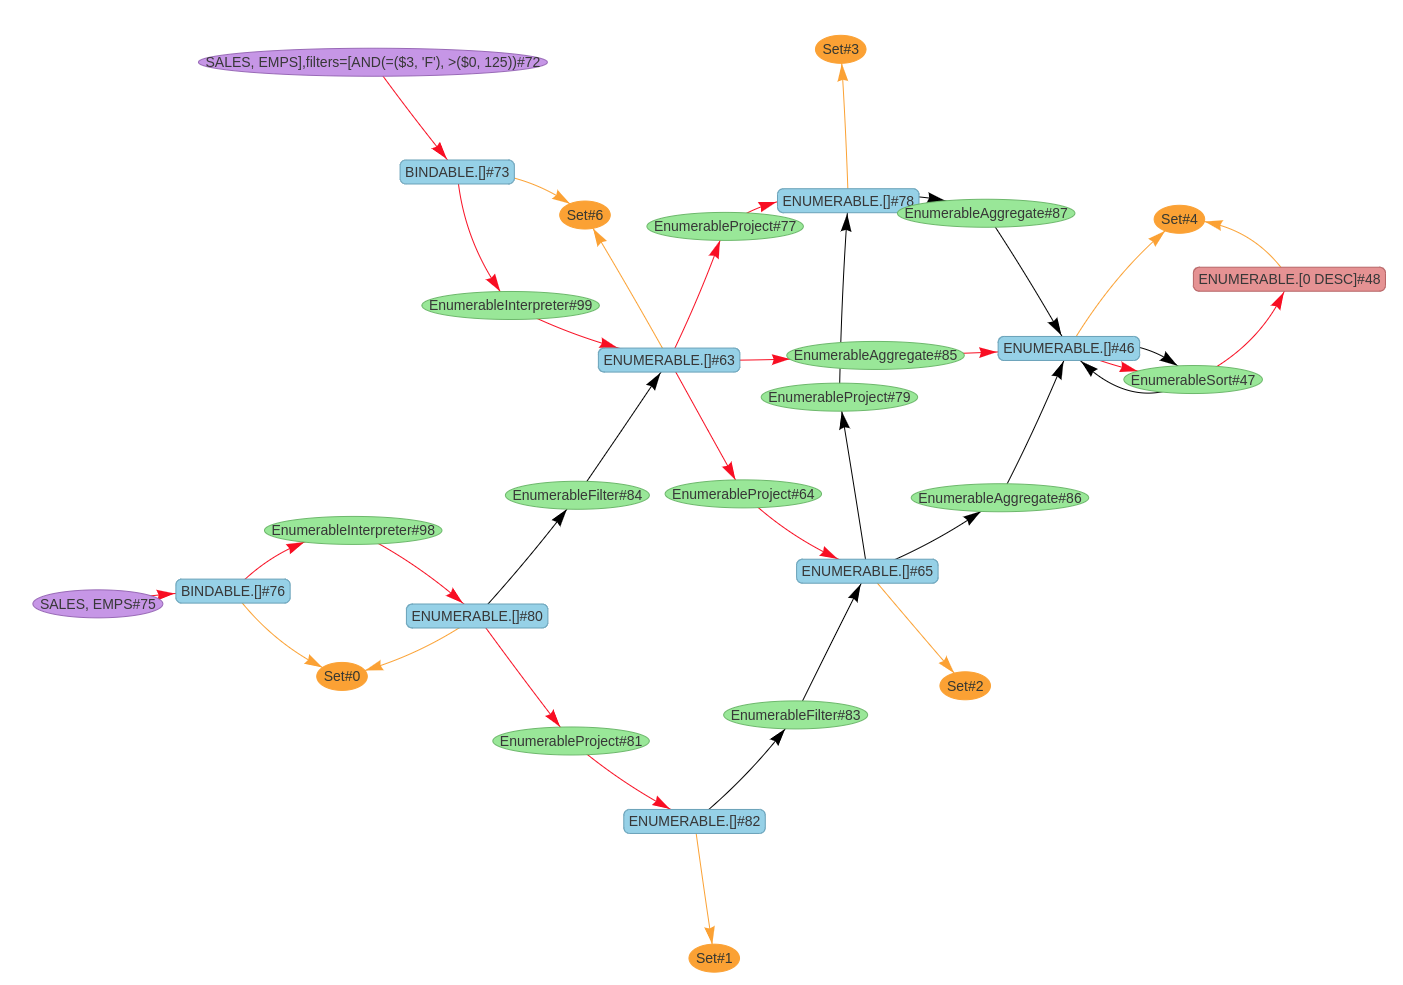 Set#3
SALES, EMPS],filters=[AND(=($3, 'F'), >($0, 125))#72
BINDABLE.[]#73
ENUMERABLE.[]#78
Set#6
EnumerableAggregate#87
Set#4
EnumerableProject#77
ENUMERABLE.[0 DESC]#48
EnumerableInterpreter#99
ENUMERABLE.[]#46
EnumerableAggregate#85
ENUMERABLE.[]#63
EnumerableSort#47
EnumerableProject#79
EnumerableFilter#84
EnumerableProject#64
EnumerableAggregate#86
EnumerableInterpreter#98
ENUMERABLE.[]#65
BINDABLE.[]#76
SALES, EMPS#75
ENUMERABLE.[]#80
Set#0
Set#2
EnumerableFilter#83
EnumerableProject#81
ENUMERABLE.[]#82
Set#1